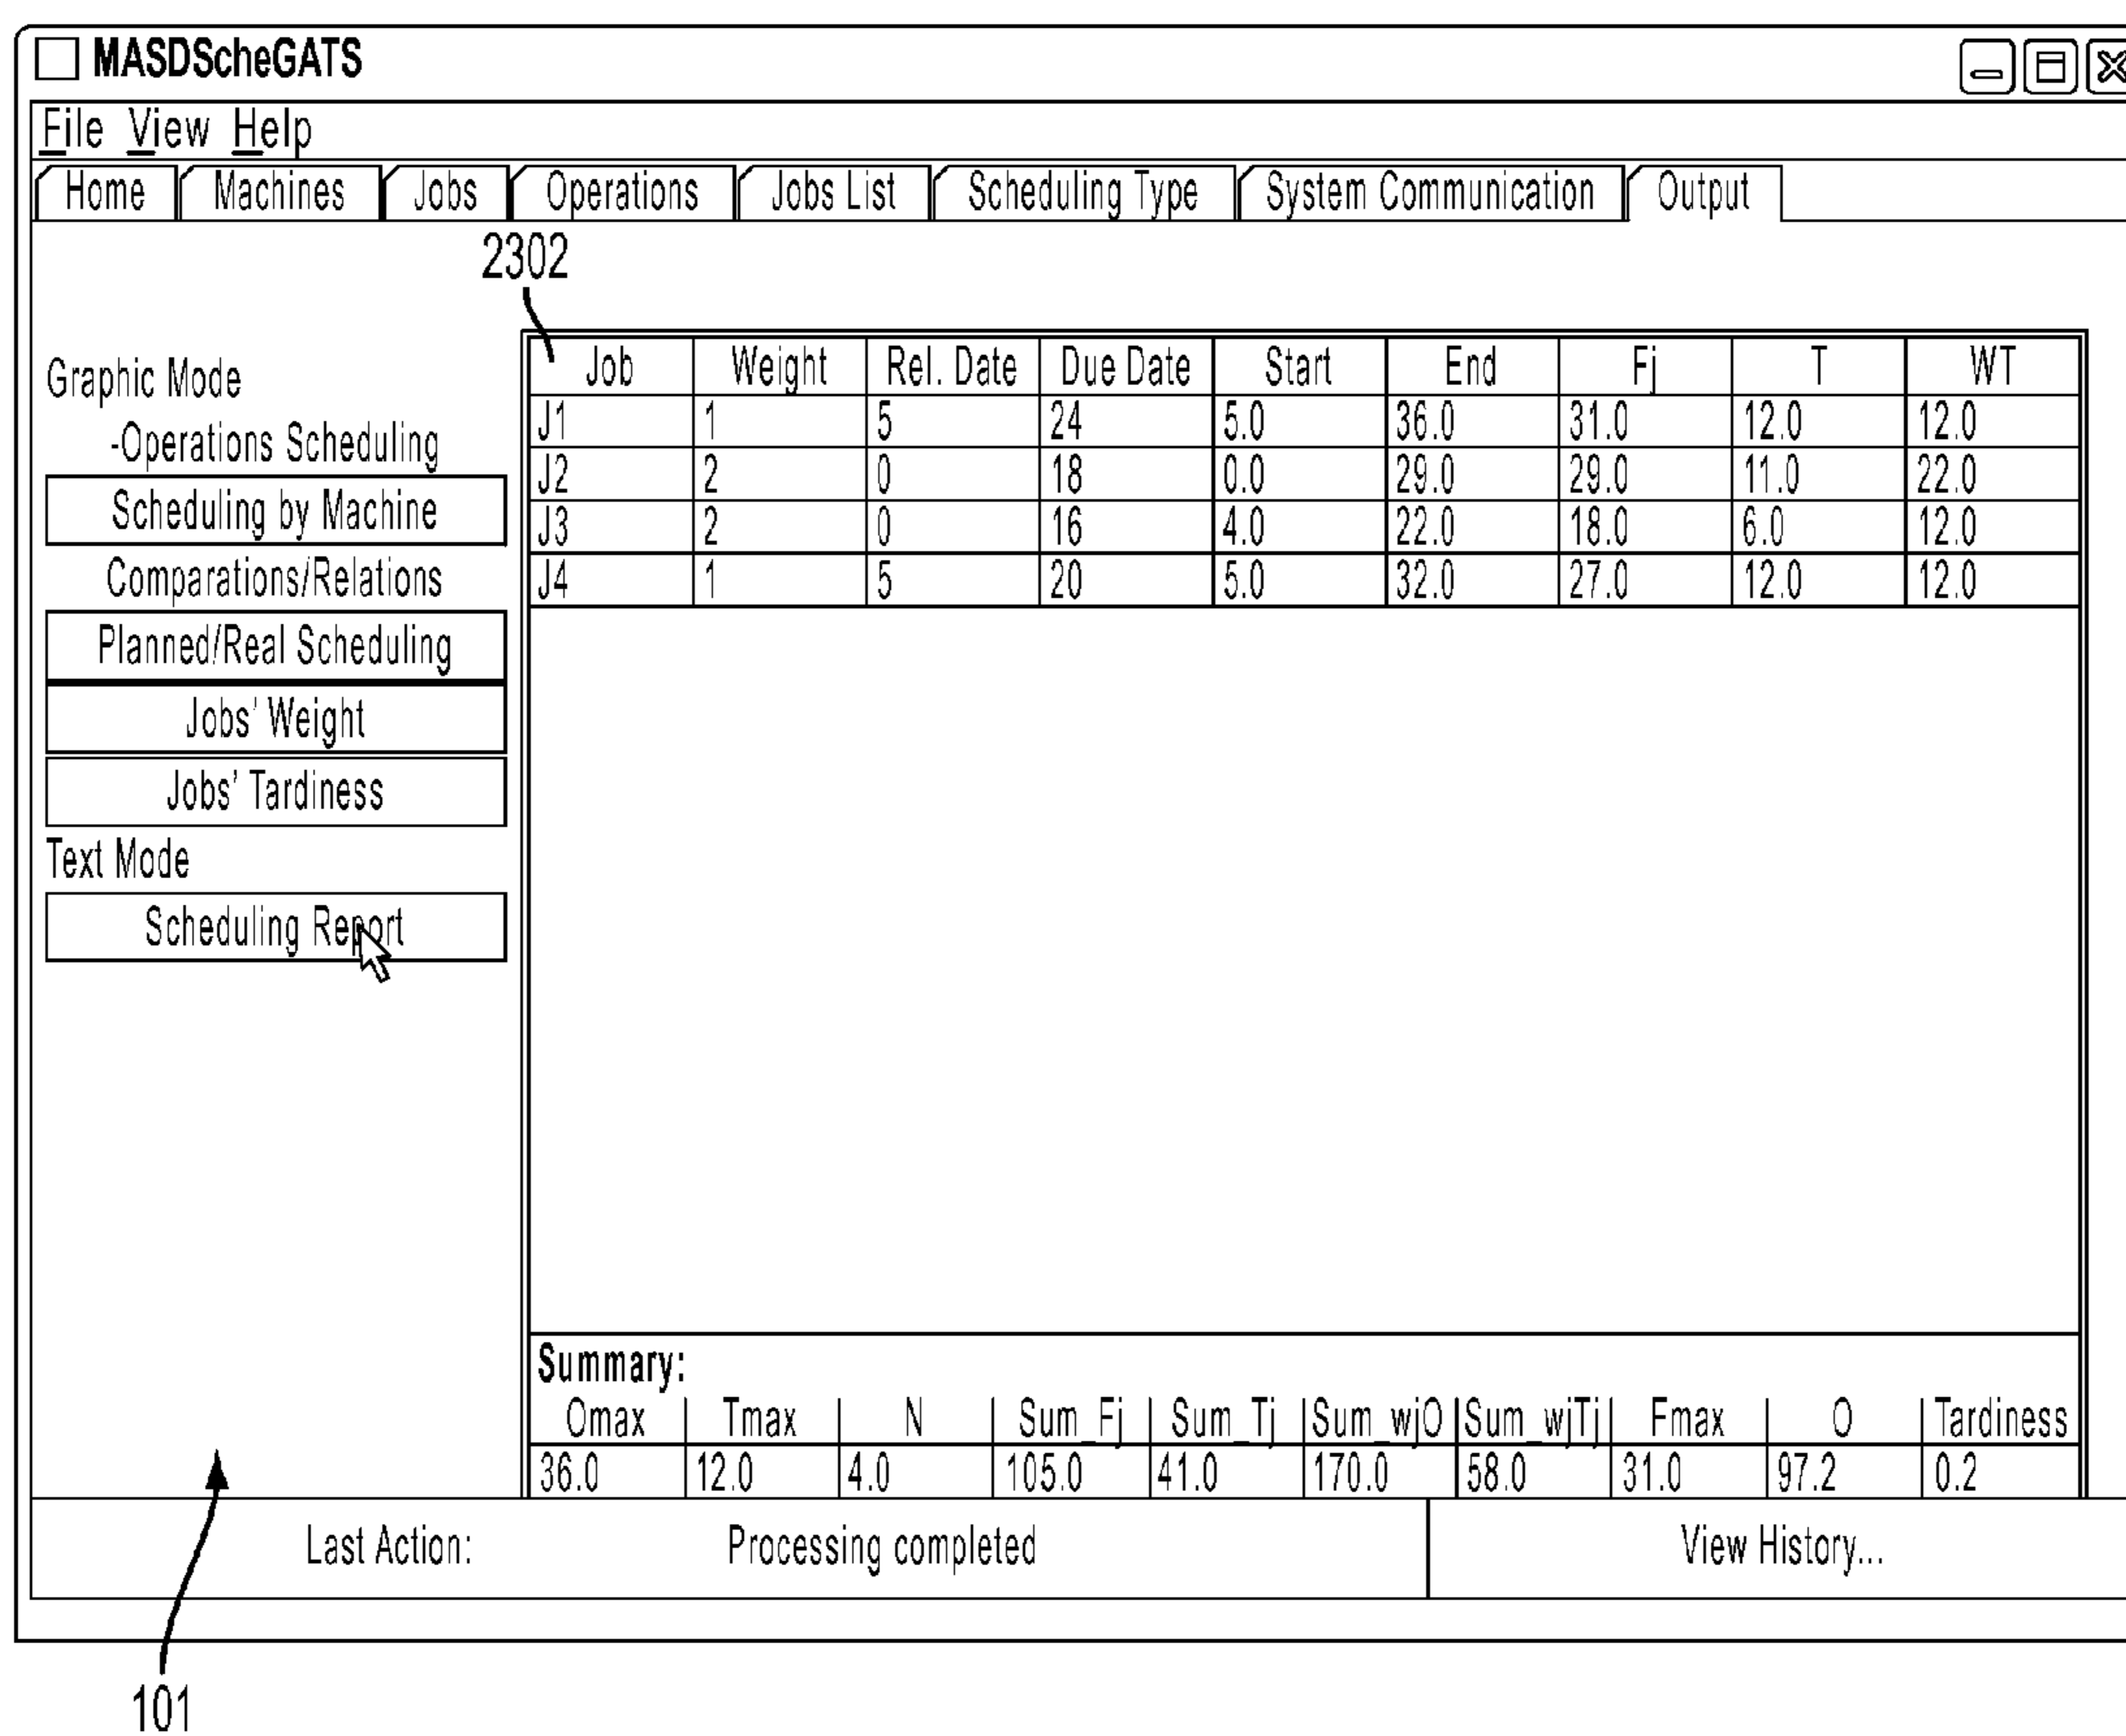 MASDScheGATS
File View Help
Home Machines Jobs Operations Jobs List Scheduling Type System Communication Output
2302
Graphic Mode
-Operations Scheduling
Scheduling by Machine
Comparations/Relations
Planned/Real Scheduling
Jobs' Weight
Jobs' Tardiness
Text Mode
Scheduling Report
Job Weight Rel. Date Due Date Start End Fj T WT
J1 1 5 24 5.0 36.0 31.0 12.0 12.0
J2 2 0 18 0.0 29.0 29.0 11.0 22.0
J3 2 0 16 4.0 22.0 18.0 6.0 12.0
J4 1 5 20 5.0 32.0 27.0 12.0 12.0
Summary:
Omax Tmax N Sum_Fj Sum_Tj Sum_wjO Sum_wjTj Fmax O Tardiness
36.0 12.0 4.0 105.0 41.0 170.0 58.0 31.0 97.2 0.2
Last Action: Processing completed View History...
101